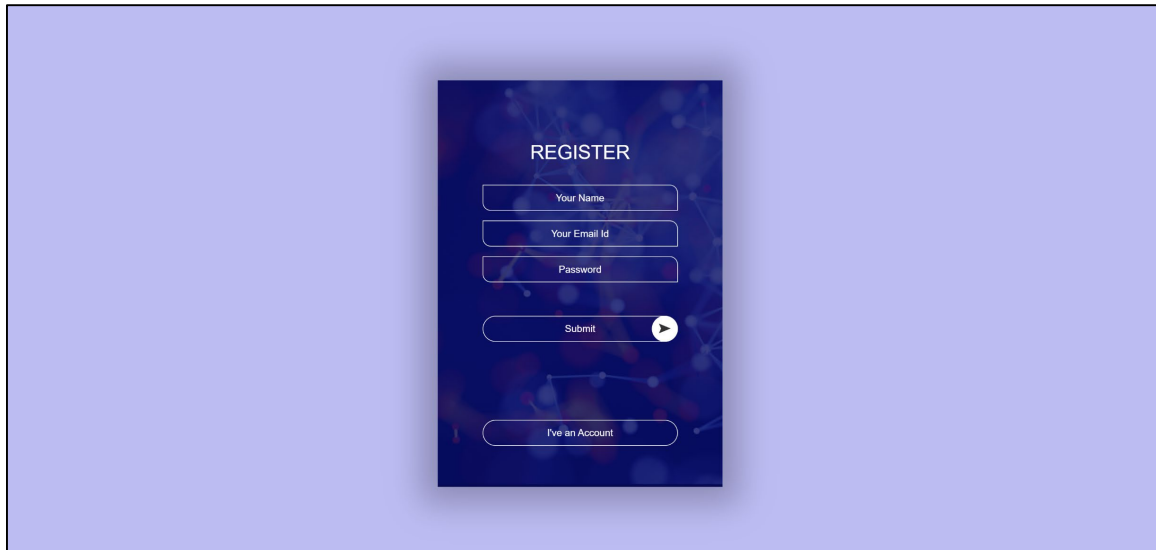 REGISTER
Your Name
Your Email Id
Password
Submit
I've an Account